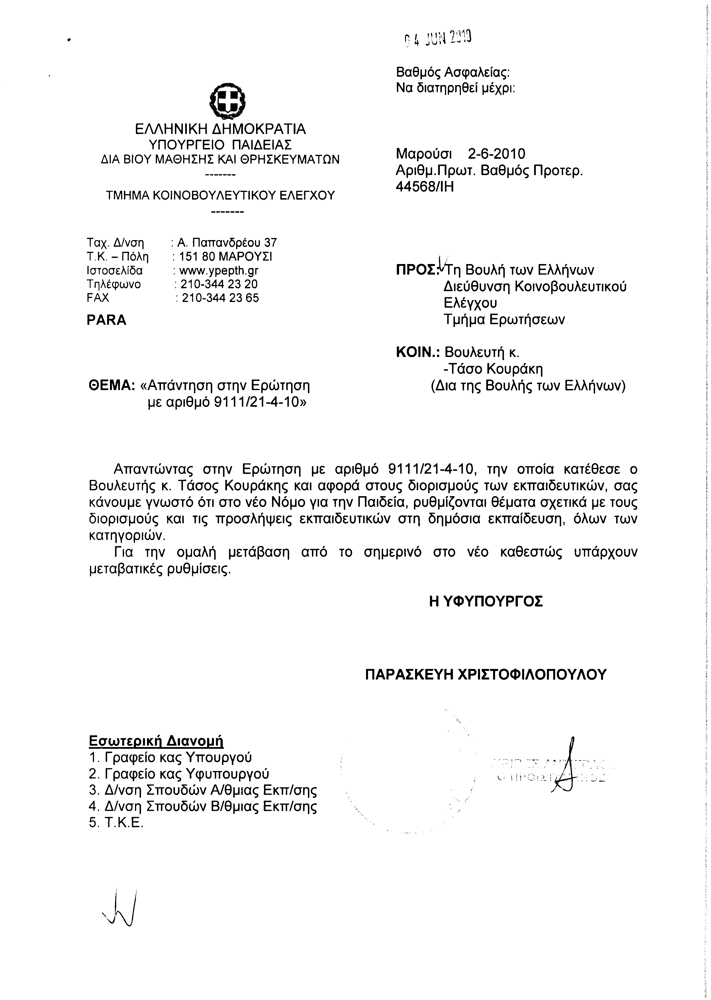 04 JUN 2010
Βαθμός Ασφαλείας:
Να διατηρηθεί μέχρι:
ΕΛΛΗΝΙΚΗ ΔΗΜΟΚΡΑΤΙΑ
ΥΠΟΥΡΓΕΙΟ ΠΑΙΔΕΙΑΣ
ΔΙΑ ΒΙΟΥ ΜΑΘΗΣΗΣ ΚΑΙ ΘΡΗΣΚΕΥΜΑΤΩΝ
-------
ΤΜΗΜΑ ΚΟΙΝΟΒΟΥΛΕΥΤΙΚΟΥ ΕΛΕΓΧΟΥ
-------
Μαρούσι 2-6-2010
Αριθμ.Πρωτ. Βαθμός Προτερ.
44568/ΙΗ
Ταχ. Δ/νση : Α. Παπανδρέου 37
Τ.Κ. – Πόλη : 151 80 ΜΑΡΟΥΣΙ
Ιστοσελίδα : www.ypepth.gr
Τηλέφωνο : 210-344 23 20
FAX : 210-344 23 65
PARA
ΠΡΟΣ: Τη Βουλή των Ελλήνων
Διεύθυνση Κοινοβουλευτικού
Ελέγχου
Τμήμα Ερωτήσεων
ΚΟΙΝ.: Βουλευτή κ.
-Τάσο Κουράκη
(Δια της Βουλής των Ελλήνων)
ΘΕΜΑ: «Απάντηση στην Ερώτηση
με αριθμό 9111/21-4-10»
Απαντώντας στην Ερώτηση με αριθμό 9111/21-4-10, την οποία κατέθεσε ο
Βουλευτής κ. Τάσος Κουράκης και αφορά στους διορισμούς των εκπαιδευτικών, σας
κάνουμε γνωστό ότι στο νέο Νόμο για την Παιδεία, ρυθμίζονται θέματα σχετικά με τους
διορισμούς και τις προσλήψεις εκπαιδευτικών στη δημόσια εκπαίδευση, όλων των
κατηγοριών.
Για την ομαλή μετάβαση από το σημερινό στο νέο καθεστώς υπάρχουν
μεταβατικές ρυθμίσεις.
Η ΥΦΥΠΟΥΡΓΟΣ
ΠΑΡΑΣΚΕΥΗ ΧΡΙΣΤΟΦΙΛΟΠΟΥΛΟΥ
Εσωτερική Διανομή
1. Γραφείο κας Υπουργού
2. Γραφείο κας Υφυπουργού
3. Δ/νση Σπουδών Α/θμιας Εκπ/σης
4. Δ/νση Σπουδών Β/θμιας Εκπ/σης
5. Τ.Κ.Ε.